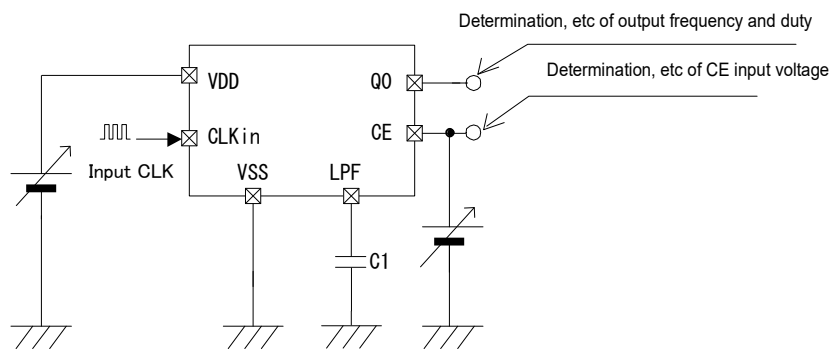 Determination, etc of output frequency and duty
VDD
Q0
Determination, etc of CE input voltage
CLKin
CE
Input CLK
VSS
LPF
C1